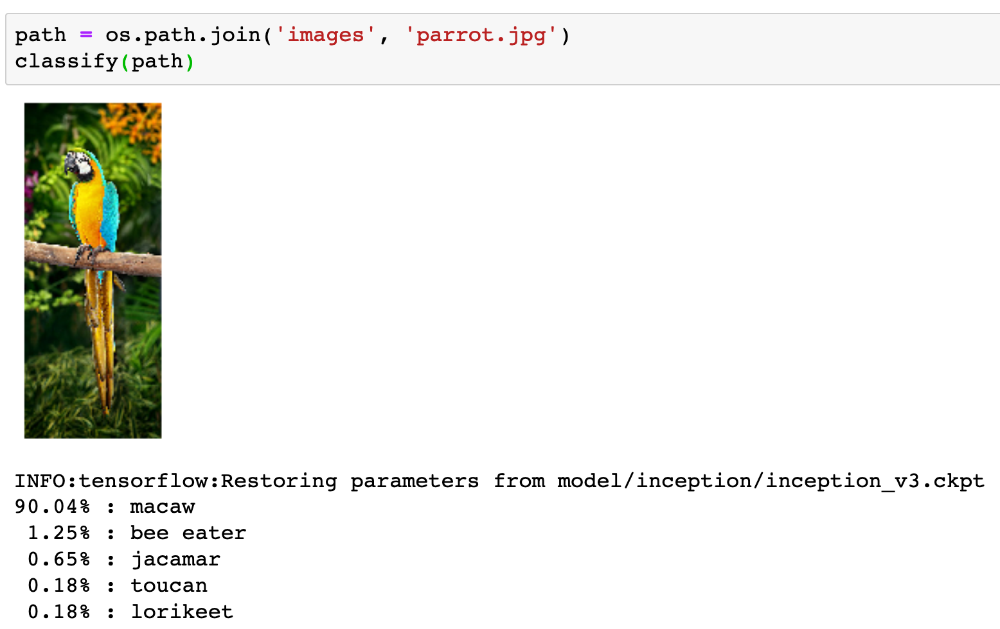 path = os.path.join('images', 'parrot.jpg')
classify(path)
INFO:tensorflow:Restoring parameters from model/inception/inception_v3.ckpt
90.04% : macaw
 1.25% : bee eater
 0.65% : jacamar
 0.18% : toucan
 0.18% : lorikeet